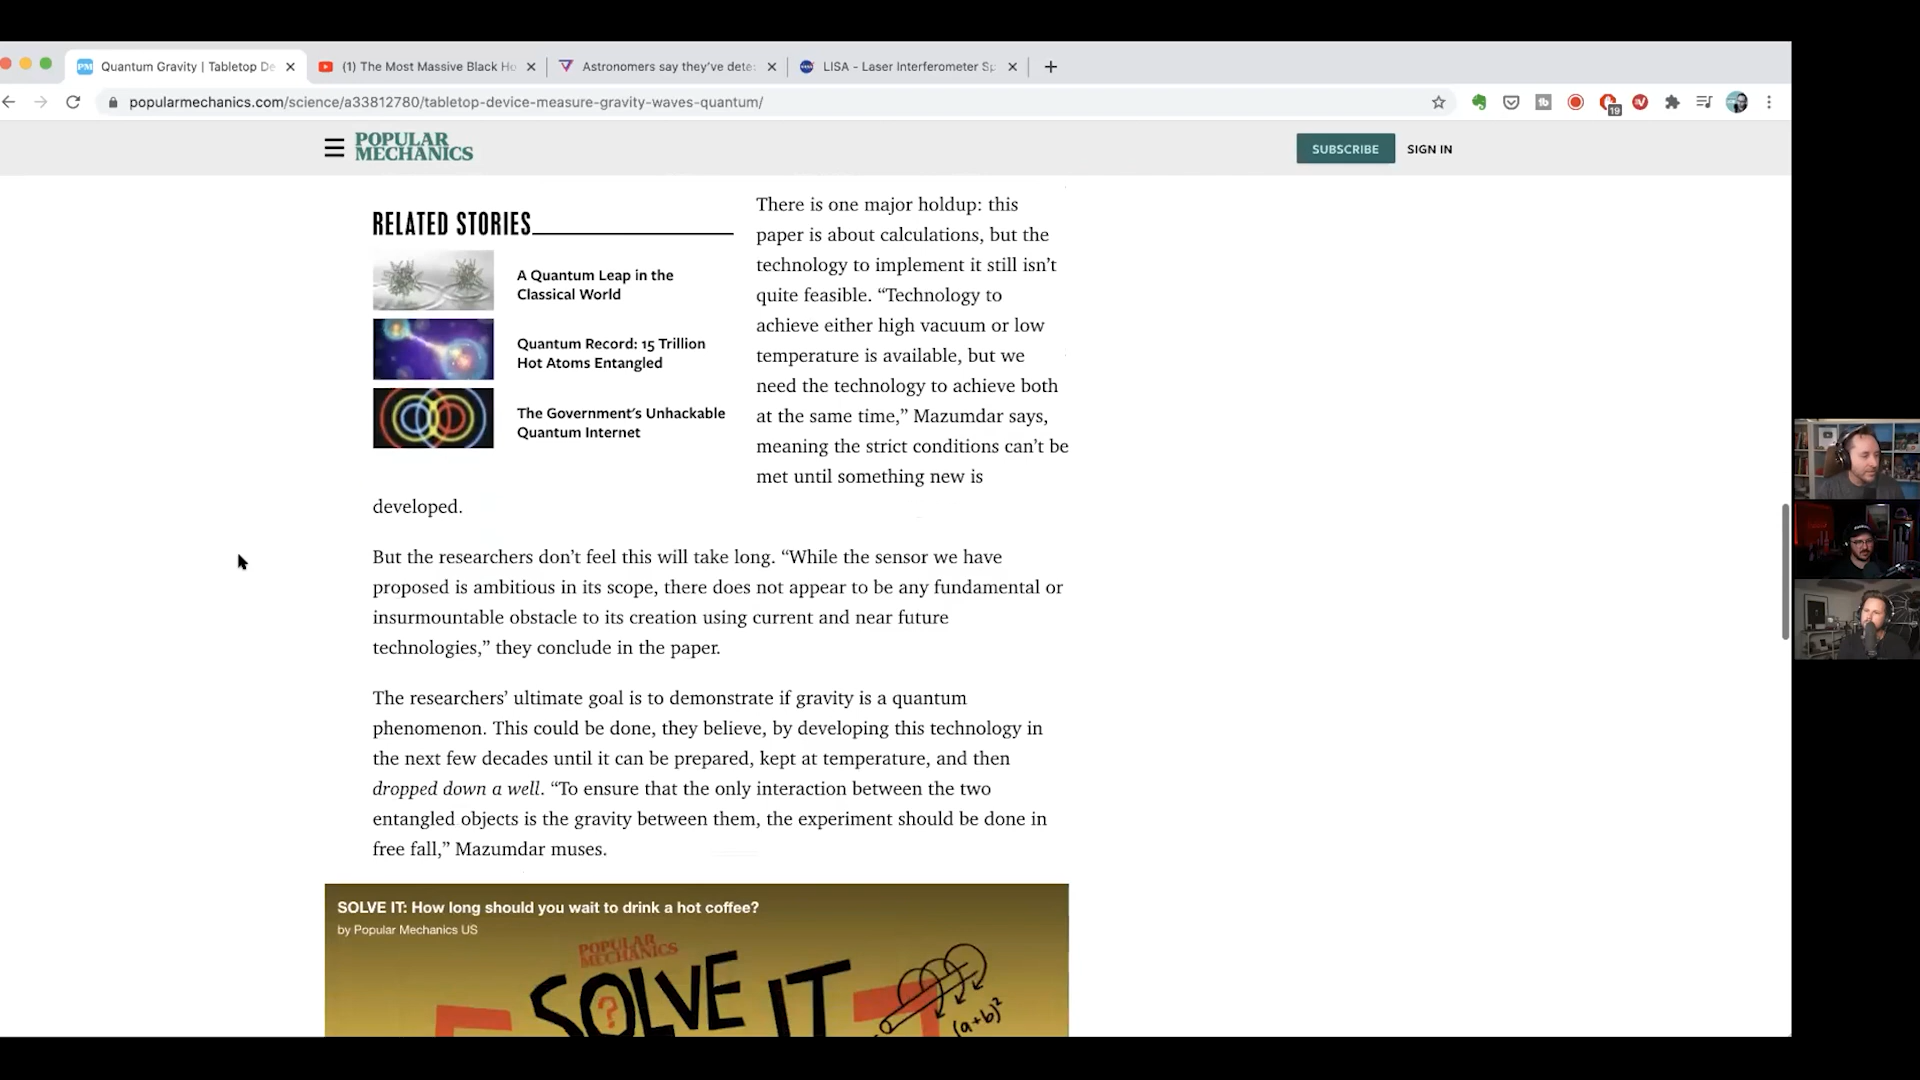 Quantum Gravity | Tabletop De
(1) The Most Massive Black Ho
Astronomers say they've dete
LISA - Laser Interferometer Sp
popularmechanics.com/science/a33812780/tabletop-device-measure-gravity-waves-quantum/
19
POPULAR
MECHANICS
SUBSCRIBE
SIGN IN
RELATED STORIES
A Quantum Leap in the
Classical World
Quantum Record: 15 Trillion
Hot Atoms Entangled
The Government's Unhackable
Quantum Internet
There is one major holdup: this
paper is about calculations, but the
technology to implement it still isn't
quite feasible. “Technology to
achieve either high vacuum or low
temperature is available, but we
need the technology to achieve both
at the same time,” Mazumdar says,
meaning the strict conditions can't be
met until something new is
developed.
But the researchers don't feel this will take long. “While the sensor we have
proposed is ambitious in its scope, there does not appear to be any fundamental or
insurmountable obstacle to its creation using current and near future
technologies,” they conclude in the paper.
The researchers' ultimate goal is to demonstrate if gravity is a quantum
phenomenon. This could be done, they believe, by developing this technology in
the next few decades until it can be prepared, kept at temperature, and then
dropped down a well. “To ensure that the only interaction between the two
entangled objects is the gravity between them, the experiment should be done in
free fall,” Mazumdar muses.
SOLVE IT: How long should you wait to drink a hot coffee?
by Popular Mechanics US
POPULAR
MECHANICS
SOLVE IT
?
(a+b)²